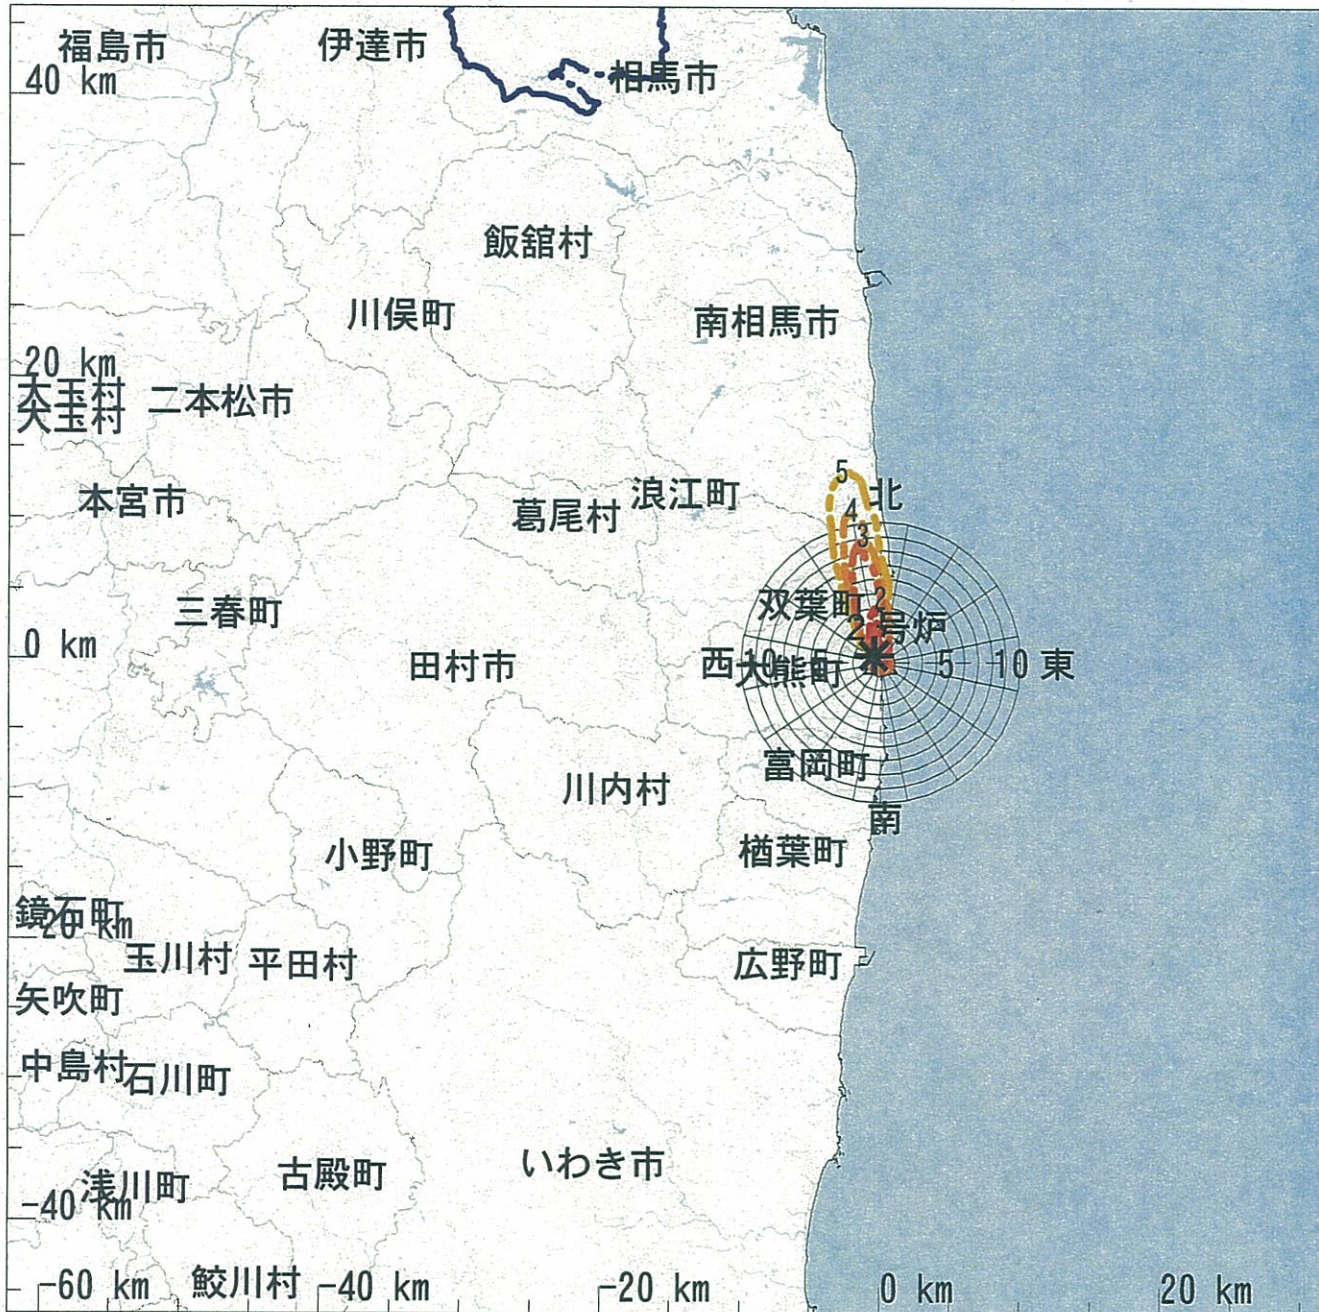 福島市
伊達市
相馬市
40 km
飯舘村
川俣町
南相馬市
20 km
大玉村
二本松市
大玉村
5
本宮市
浪江町
北
葛尾村
4
3
三春町
双葉町
2
2号炉
0 km
田村市
西
10
5
大熊町
5
10
東
川内村
富岡町
南
小野町
楢葉町
鏡石町
-20 km
玉川村
平田村
広野町
矢吹町
中島村
石川町
いわき市
古殿町
浅川町
-40 km
-60 km
鮫川村
-40 km
-20 km
0 km
20 km